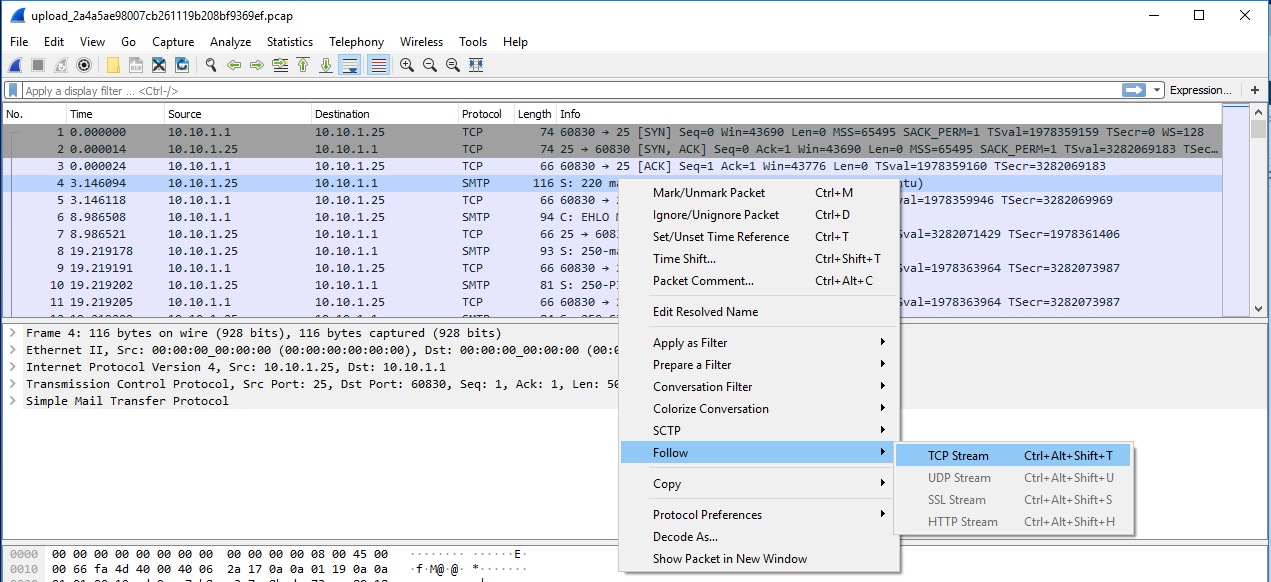 upload_2a4a5ae98007cb261119b208bf9369ef.pcap
File Edit View Go Capture Analyze Statistics Telephony Wireless Tools Help
Apply a display filter ... <Ctrl-/> Expression... +
No. Time Source Destination Protocol Length Info
1 0.000000 10.10.1.1 10.10.1.25 TCP 74 60830 → 25 [SYN] Seq=0 Win=43690 Len=0 MSS=65495 SACK_PERM=1 TSval=1978359159 TSecr=0 WS=128
2 0.000014 10.10.1.25 10.10.1.1 TCP 74 25 → 60830 [SYN, ACK] Seq=0 Ack=1 Win=43690 Len=0 MSS=65495 SACK_PERM=1 TSval=3282069183 TSec…
3 0.000024 10.10.1.1 10.10.1.25 TCP 66 60830 → 25 [ACK] Seq=1 Ack=1 Win=43776 Len=0 TSval=1978359160 TSecr=3282069183
4 3.146094 10.10.1.25 10.10.1.1 SMTP 116 S: 220 ntu)
5 3.146118 10.10.1.1 10.10.1.25 TCP 66 60830 → =1978359946 TSecr=3282069969
6 8.986508 10.10.1.1 10.10.1.25 SMTP 94 C: EHLO
7 8.986521 10.10.1.25 10.10.1.1 TCP 66 25 → =3282071429 TSecr=1978361406
8 19.219178 10.10.1.25 10.10.1.1 SMTP 93 S: 250-
9 19.219191 10.10.1.1 10.10.1.25 TCP 66 60830 → =1978363964 TSecr=3282073987
10 19.219202 10.10.1.25 10.10.1.1 SMTP 81 S: 250-
11 19.219205 10.10.1.1 10.10.1.25 TCP 66 60830 → =1978363964 TSecr=3282073987
Mark/Unmark Packet Ctrl+M
Ignore/Unignore Packet Ctrl+D
Set/Unset Time Reference Ctrl+T
Time Shift... Ctrl+Shift+T
Packet Comment... Ctrl+Alt+C
Edit Resolved Name
Apply as Filter
Prepare a Filter
Conversation Filter
Colorize Conversation
SCTP
Follow
Copy
Protocol Preferences
Decode As...
Show Packet in New Window
TCP Stream Ctrl+Alt+Shift+T
UDP Stream Ctrl+Alt+Shift+U
SSL Stream Ctrl+Alt+Shift+S
HTTP Stream Ctrl+Alt+Shift+H
Frame 4: 116 bytes on wire (928 bits), 116 bytes captured (928 bits)
Ethernet II, Src: 00:00:00_00:00:00 (00:00:00:00:00:00), Dst: 00:00:00_00:00:00 (00:
Internet Protocol Version 4, Src: 10.10.1.25, Dst: 10.10.1.1
Transmission Control Protocol, Src Port: 25, Dst Port: 60830, Seq: 1, Ack: 1, Len: 50
Simple Mail Transfer Protocol
0000 00 00 00 00 00 00 00 00 00 00 00 00 08 00 45 00 ········ ······E·
0010 00 66 fa 4d 40 00 40 06 2a 17 0a 0a 01 19 0a 0a ·f·M@·@· *·······